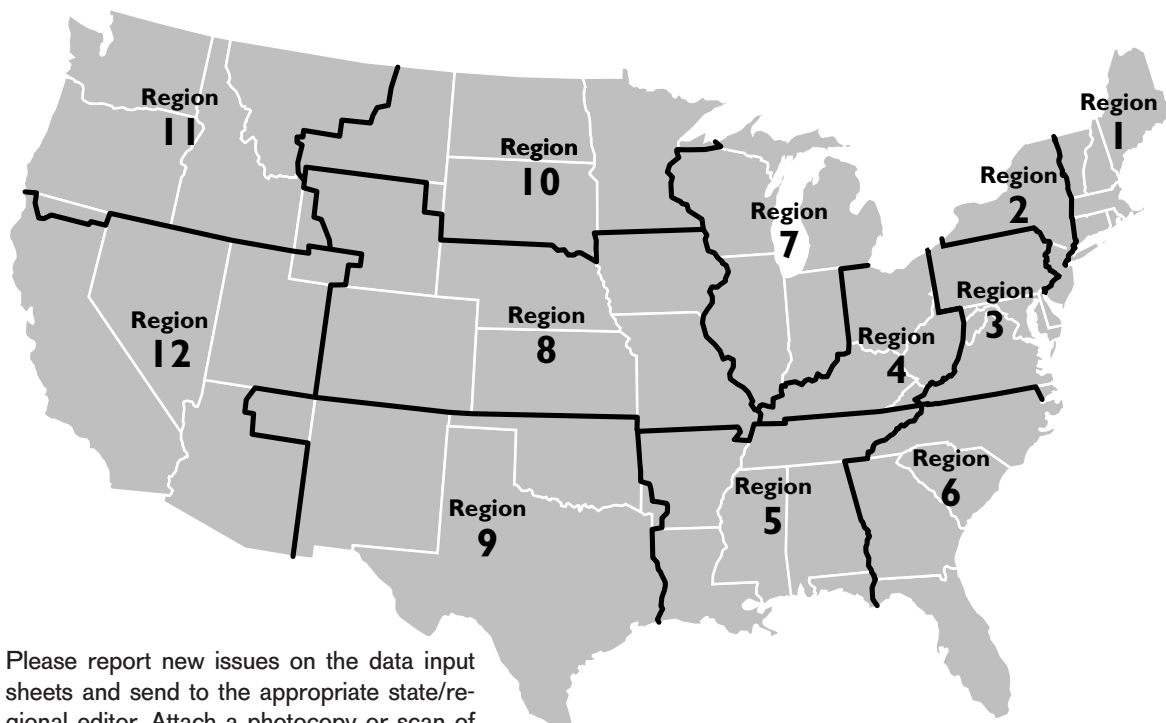 Region
11
Region
10
Region
1
Region
2
Region
7
Region
3
Region
12
Region
8
Region
4
Region
9
Region
5
Region
6
Please report new issues on the data input
sheets and send to the appropriate state/re-
gional editor. Attach a photocopy or scan of